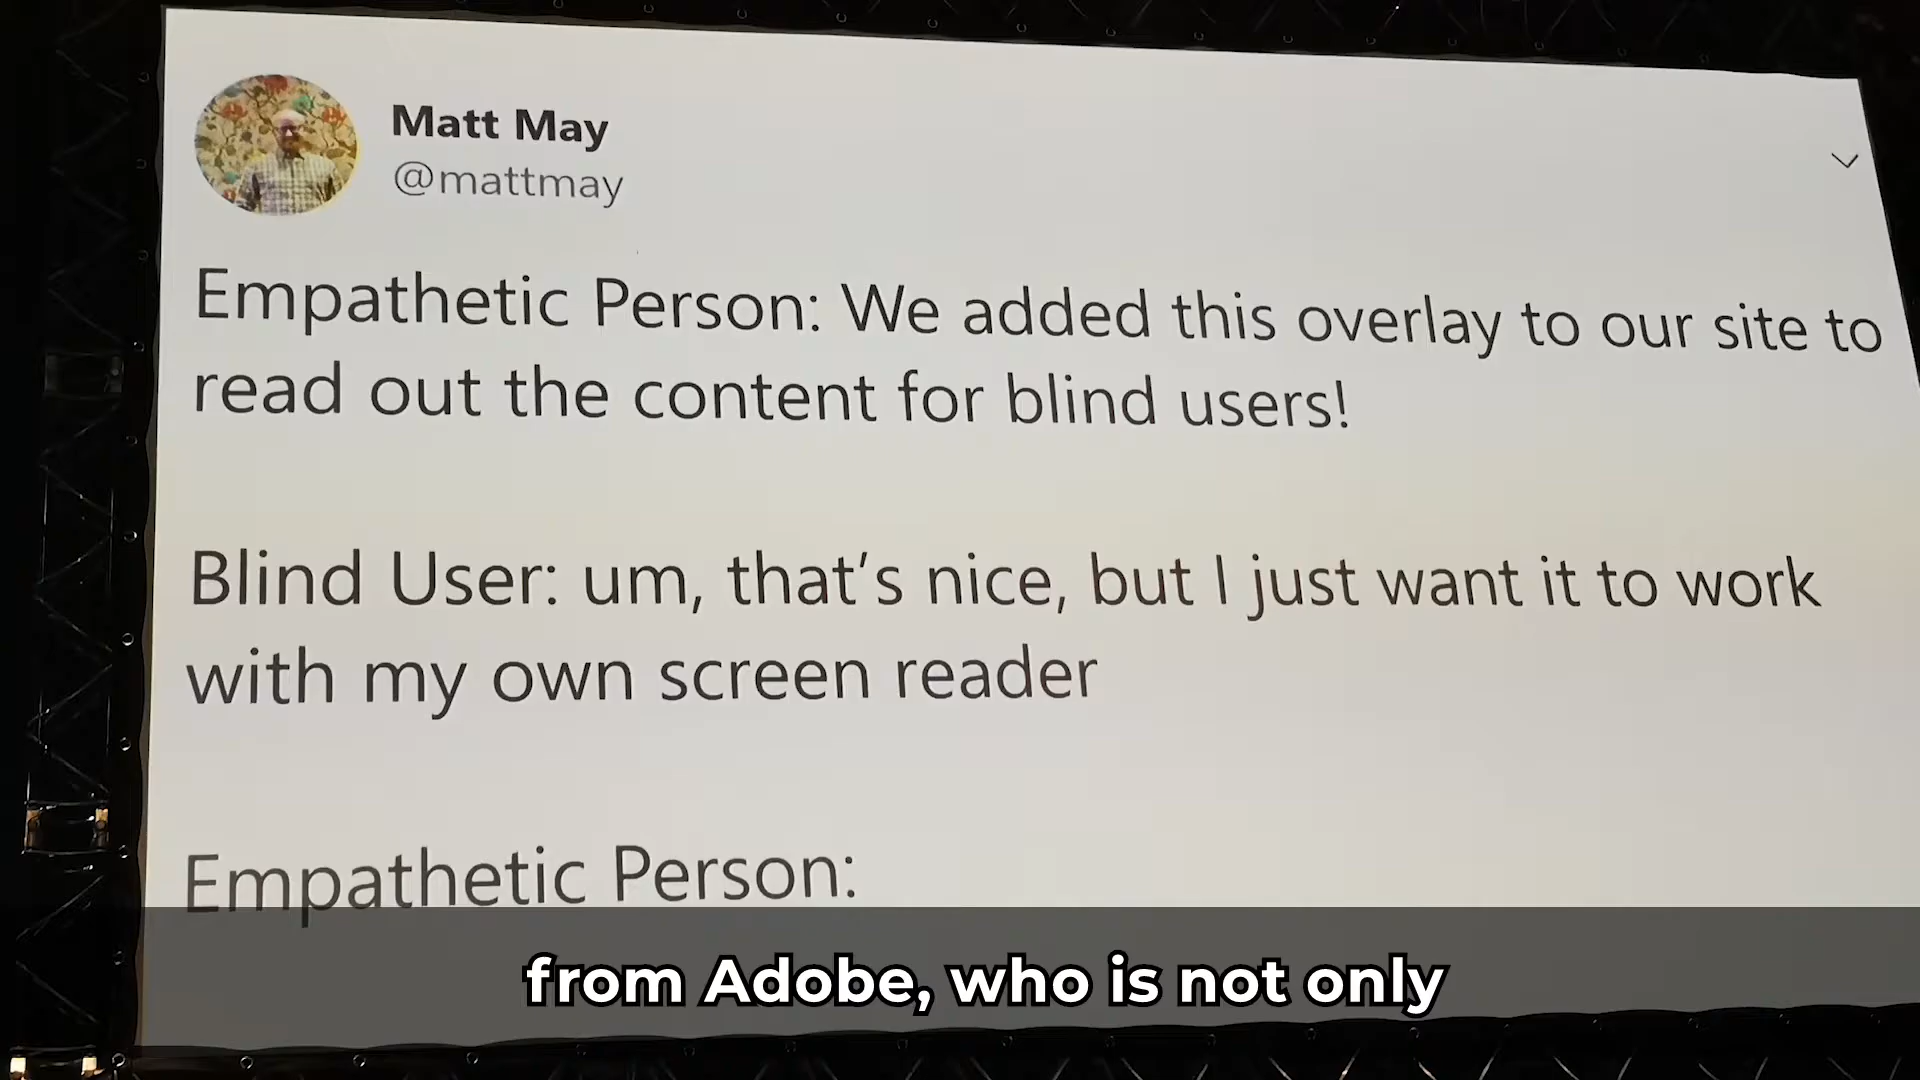 Matt May
@mattmay
Empathetic Person: We added this overlay to our site to
read out the content for blind users!
Blind User: um, that's nice, but I just want it to work
with my own screen reader
Empathetic Person:
from Adobe, who is not only